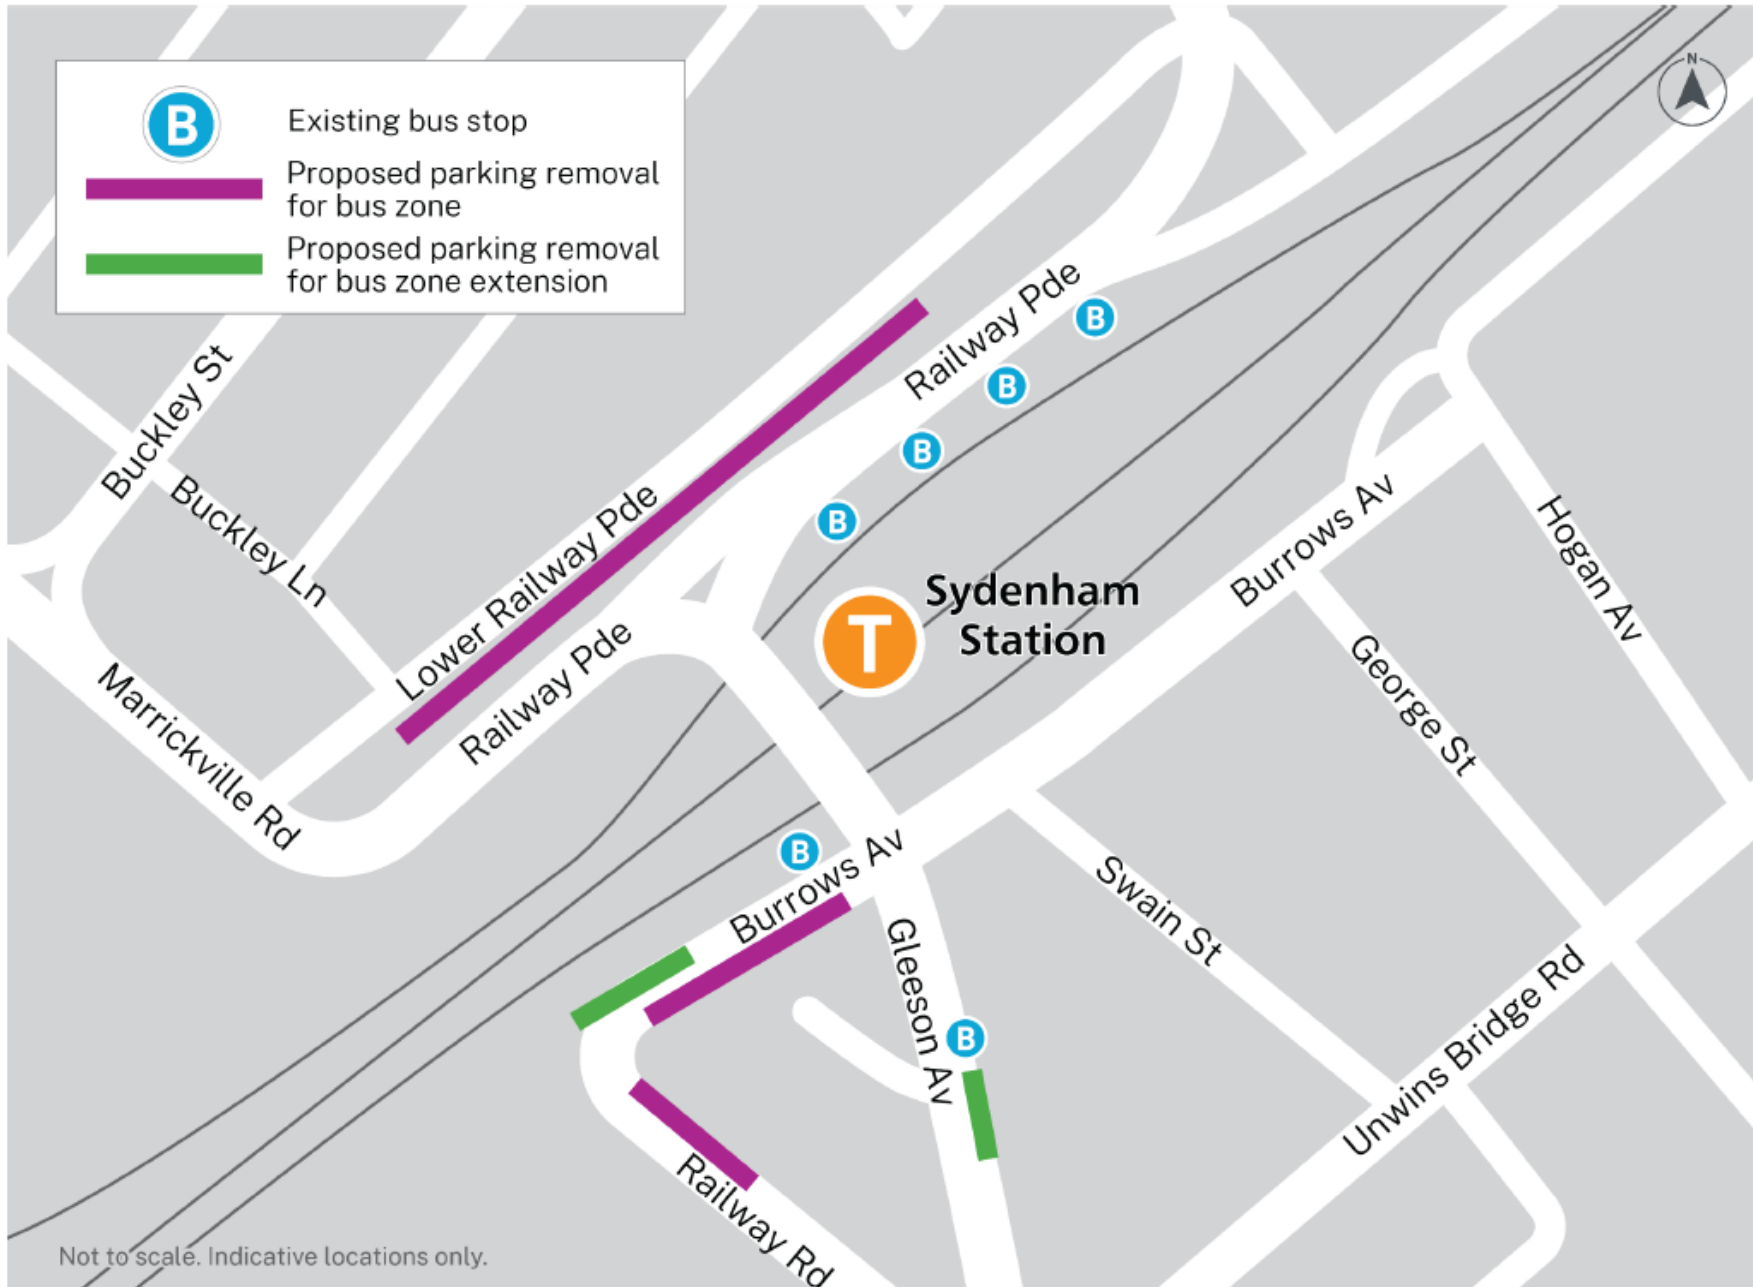 B
Existing bus stop
Proposed parking removal
for bus zone
Proposed parking removal
for bus zone extension
N
Railway Pde
B
B
B
B
Buckley St
Buckley Ln
Lower Railway Pde
Railway Pde
Marrickville Rd
T
Sydenham
Station
Burrows Av
Hogan Av
George St
B
Burrows Av
Swain St
Gleeson Av
B
Unwins Bridge Rd
Railway Rd
Not to scale. Indicative locations only.